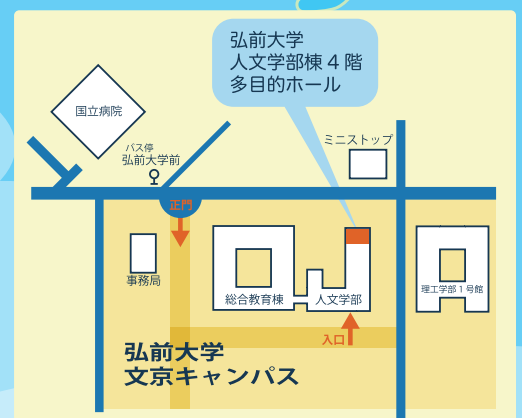 弘前大学
人文学部棟4階
多目的ホール
国立病院
バス停
弘前大学前
ミニストップ
正門
事務局
総合教育棟
人文学部
理工学部1号館
入口
弘前大学
文京キャンパス